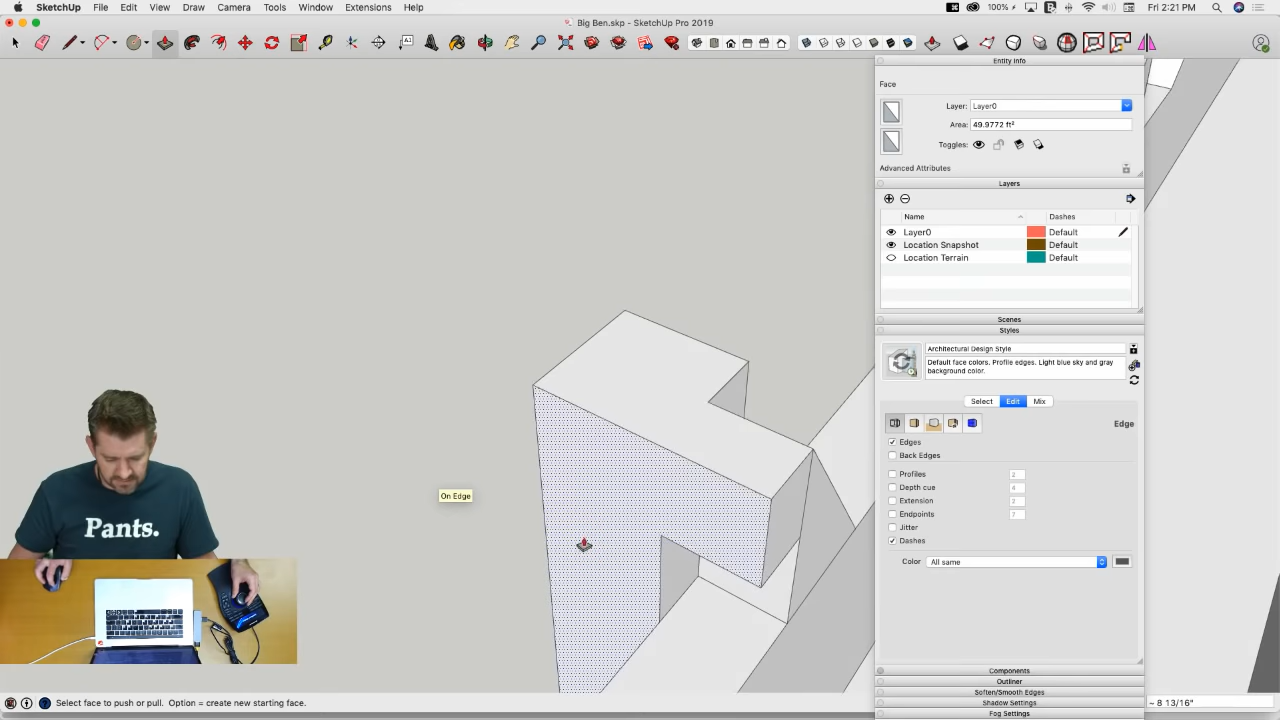 SketchUp File Edit View Draw Camera Tools Window Extensions Help 100% Fri 2:21 PM
Big Ben.skp - SketchUp Pro 2019
Entity Info
Face
Layer: Layer0
Area: 49.9772 ft²
Toggles:
Advanced Attributes
Layers
Name Dashes
Layer0 Default
Location Snapshot Default
Location Terrain Default
Scenes
Styles
Architectural Design Style
Default face colors. Profile edges. Light blue sky and gray
background color.
Select Edit Mix
Edge
Edges
Back Edges
Profiles 2
Depth cue 4
Extension 2
Endpoints 7
Jitter
Dashes
Color All same
On Edge
Pants.
Components
Outliner
Soften/Smooth Edges
Shadow Settings
Fog Settings
Select face to push or pull. Option = create new starting face. ~ 8 13/16"